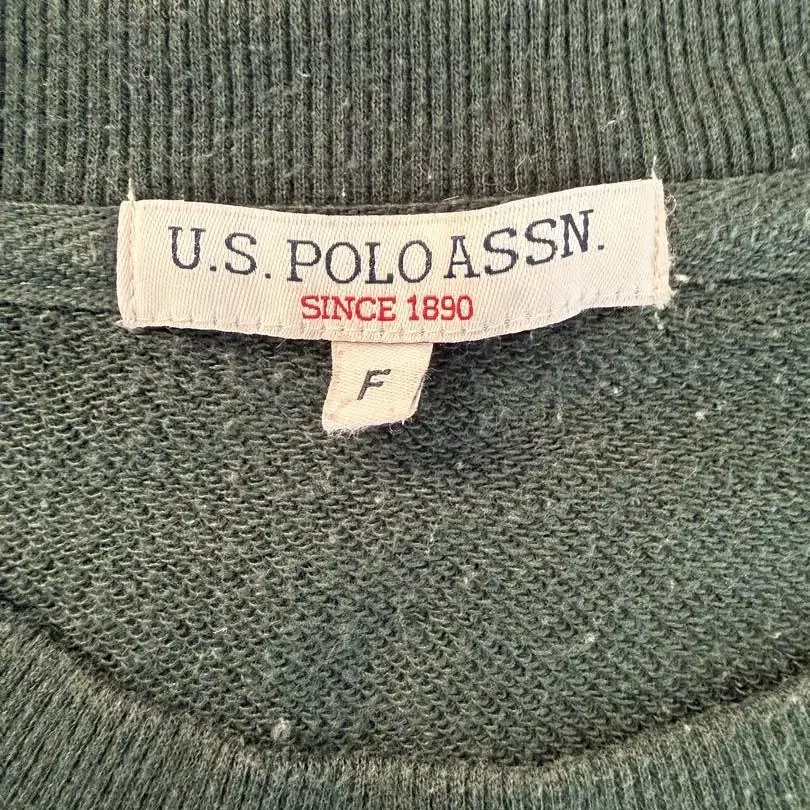 U.S. POLO ASSN.
SINCE 1890
F